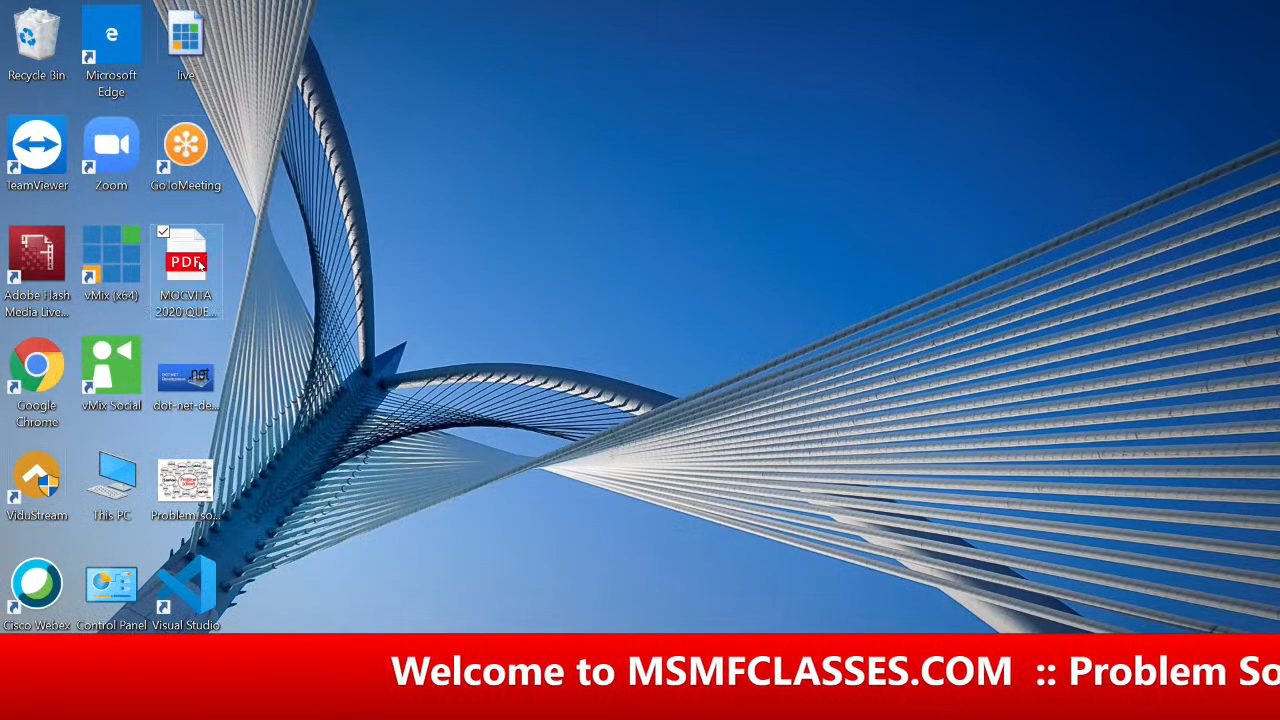 Recycle Bin
Microsoft
Edge
live
TeamViewer
Zoom
GoToMeeting
Adobe Flash
Media Live...
vMix (x64)
PDF
MOCVITA
2020 QUE...
Google
Chrome
vMix Social
.net
dot-net-de...
ViduStream
This PC
Problem so...
Cisco Webex
Control Panel
Visual Studio
Welcome to MSMFCLASSES.COM :: Problem So